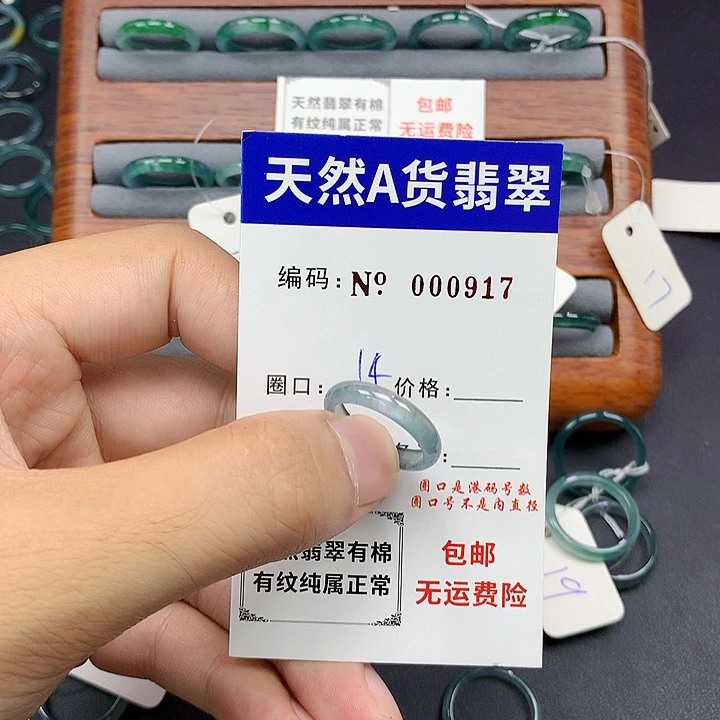 天然翡翠有棉
有纹纯属正常
包邮
无运费险
天然A货翡翠
编码: Nº 000917
圈口: 14 价格:
圈口是港码号数
圈口号不是内直径
翡翠有棉
有纹纯属正常
包邮
无运费险
17
19